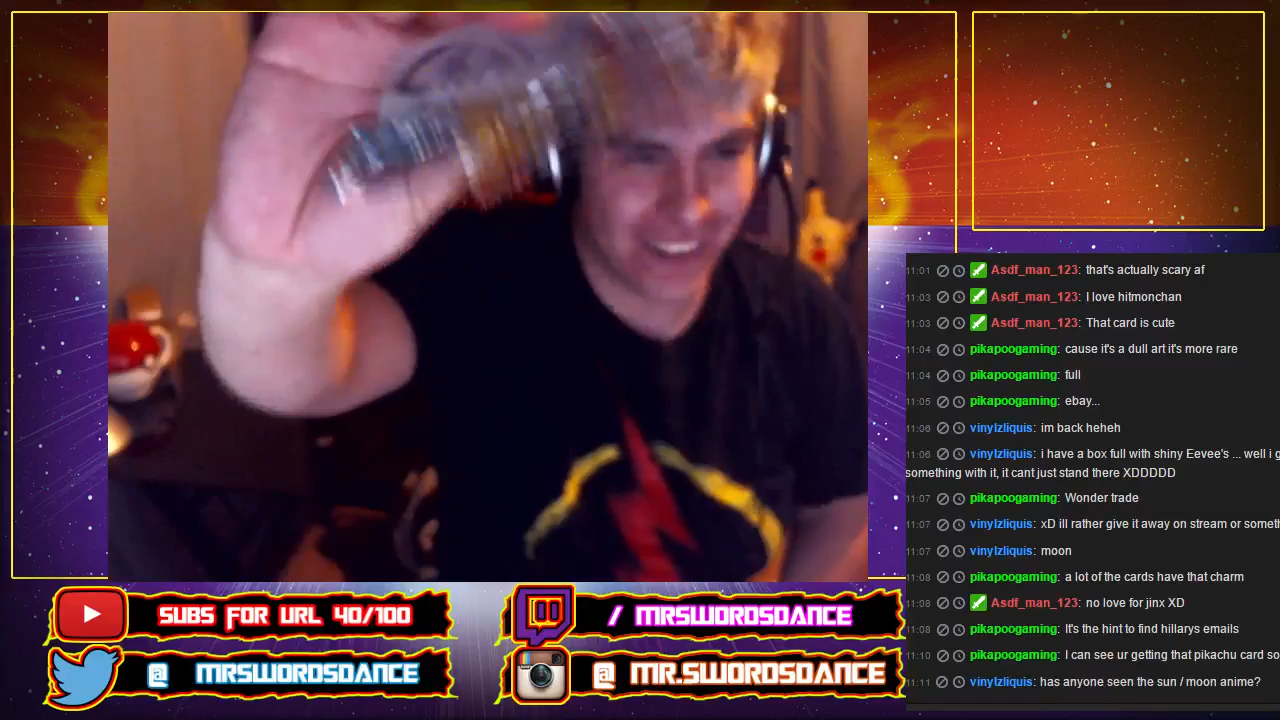 11:01 Asdf_man_123: that's actually scary af
11:03 Asdf_man_123: I love hitmonchan
11:03 Asdf_man_123: That card is cute
11:04 pikapoogaming: cause it's a dull art it's more rare
11:04 pikapoogaming: full
11:05 pikapoogaming: ebay...
11:06 vinylzliquis: im back heheh
11:06 vinylzliquis: i have a box full with shiny Eevee's ... well i g
something with it, it cant just stand there XDDDDD
11:07 pikapoogaming: Wonder trade
11:07 vinylzliquis: xD ill rather give it away on stream or someth
11:07 vinylzliquis: moon
11:08 pikapoogaming: a lot of the cards have that charm
11:08 Asdf_man_123: no love for jinx XD
11:08 pikapoogaming: It's the hint to find hillarys emails
11:10 pikapoogaming: I can see ur getting that pikachu card so
11:11 vinylzliquis: has anyone seen the sun / moon anime?
SUBS FOR URL 40/100
/ MRSWORDSDANCE
@ MRSWORDSDANCE
@ MR.SWORDSDANCE